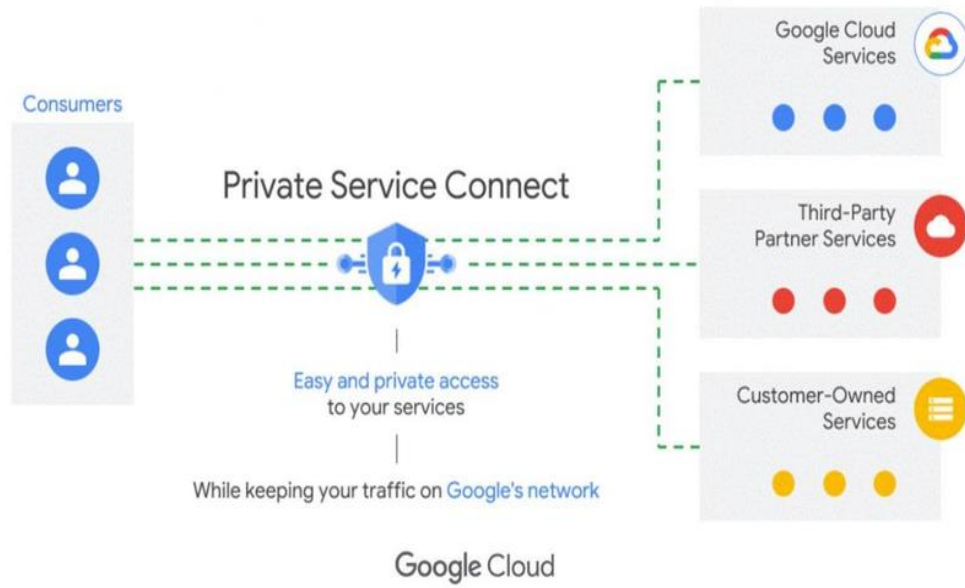 Consumers
Private Service Connect
Easy and private access
to your services
While keeping your traffic on Google's network
Google Cloud
Services
Third-Party
Partner Services
Customer-Owned
Services
Google Cloud